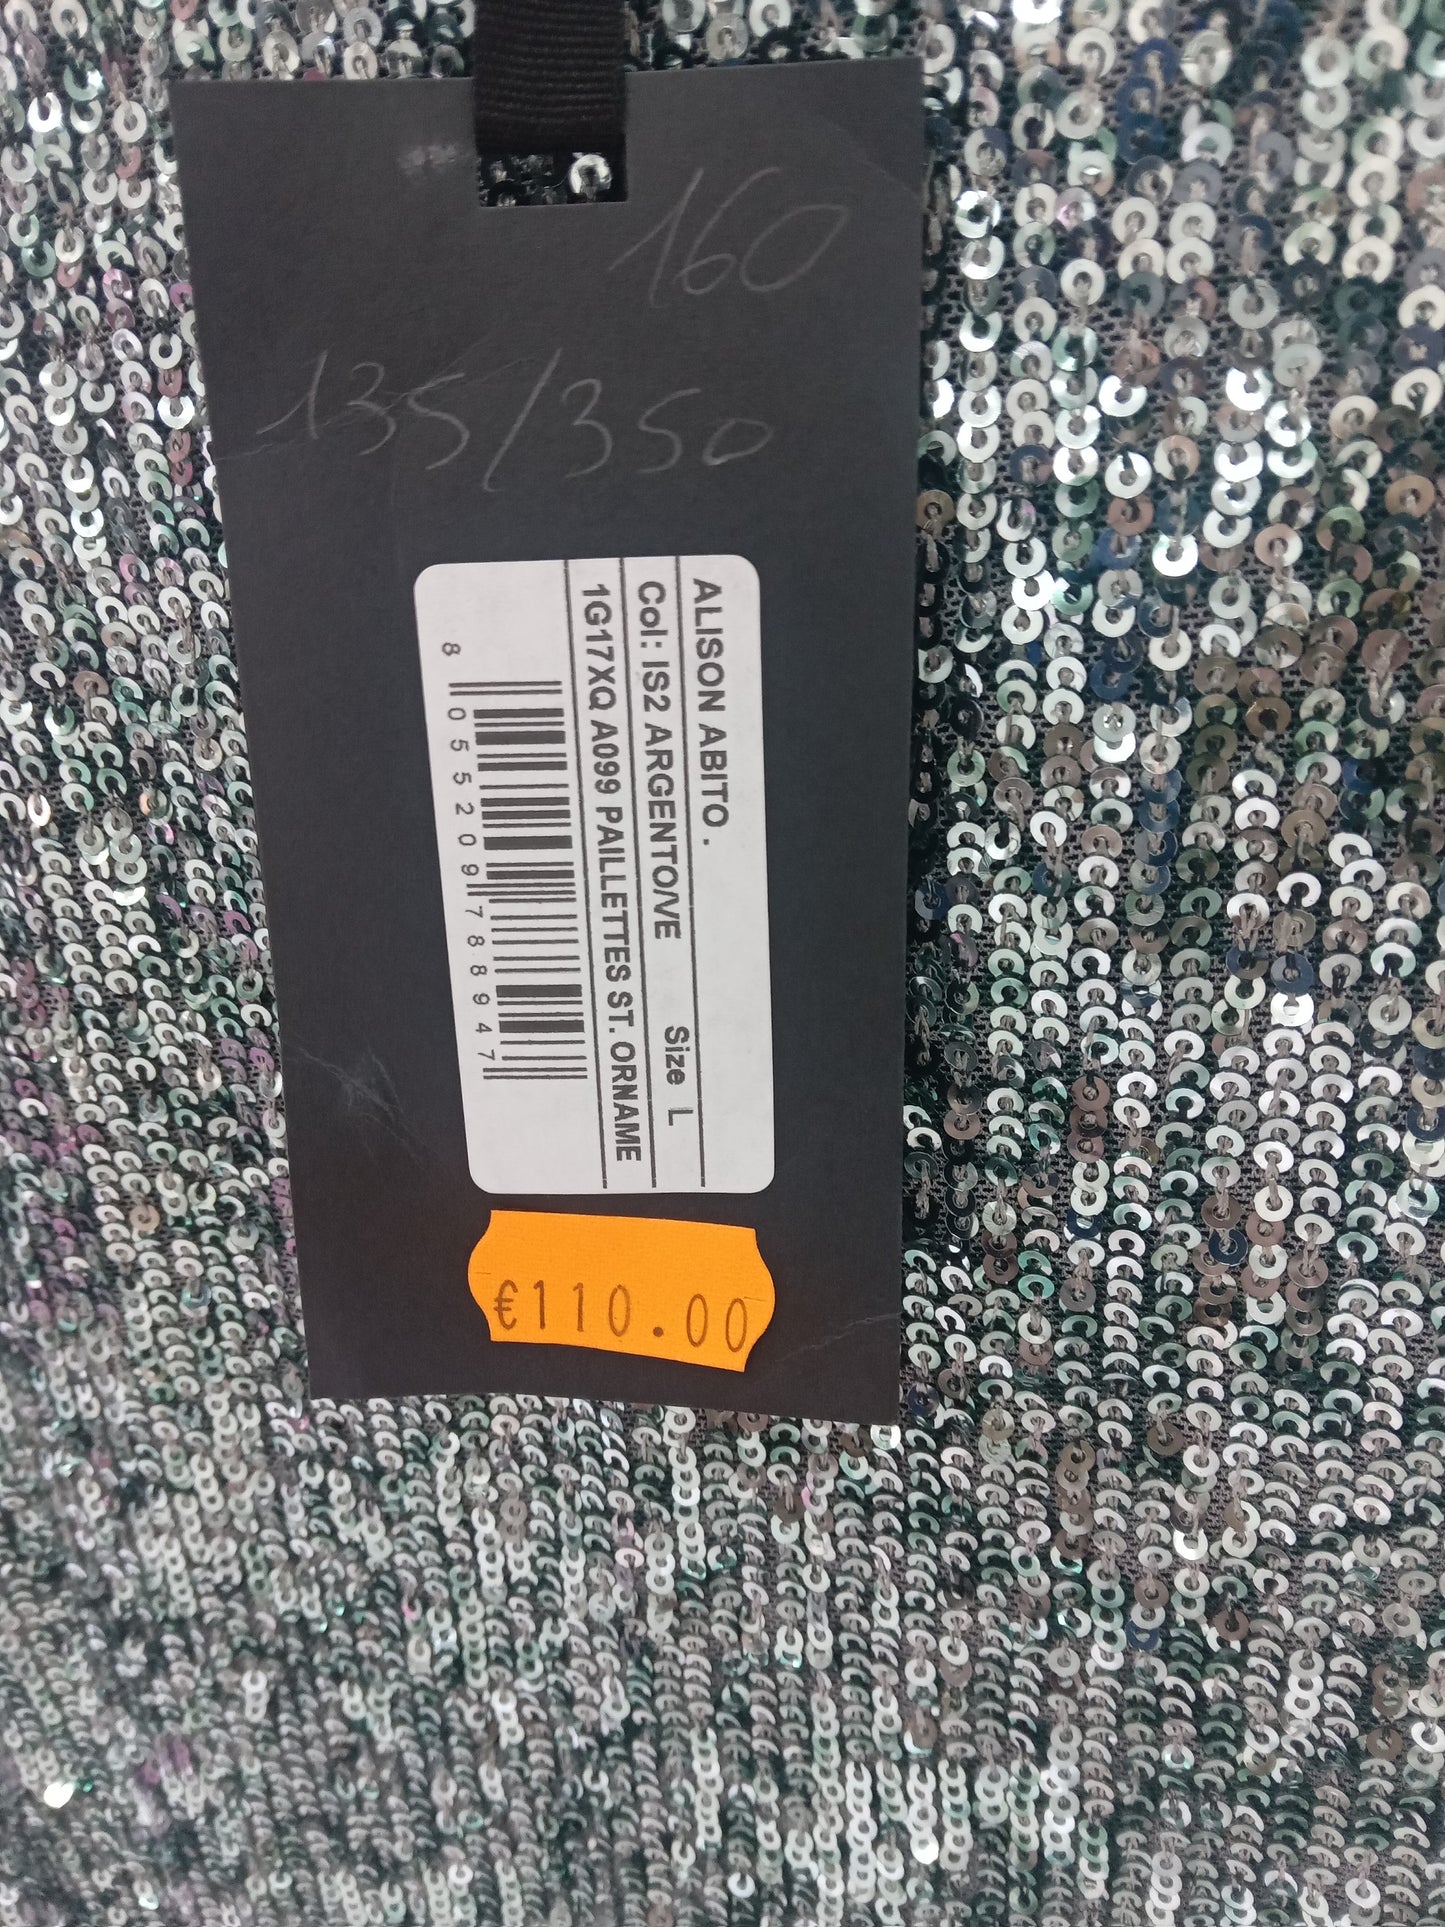 160
135/350
ALISON ABITO .
Col: IS2 ARGENTO/VE Size L
1G17XQ A099 PAILLETTES ST. ORNAME
8 055209 788947
€110.00